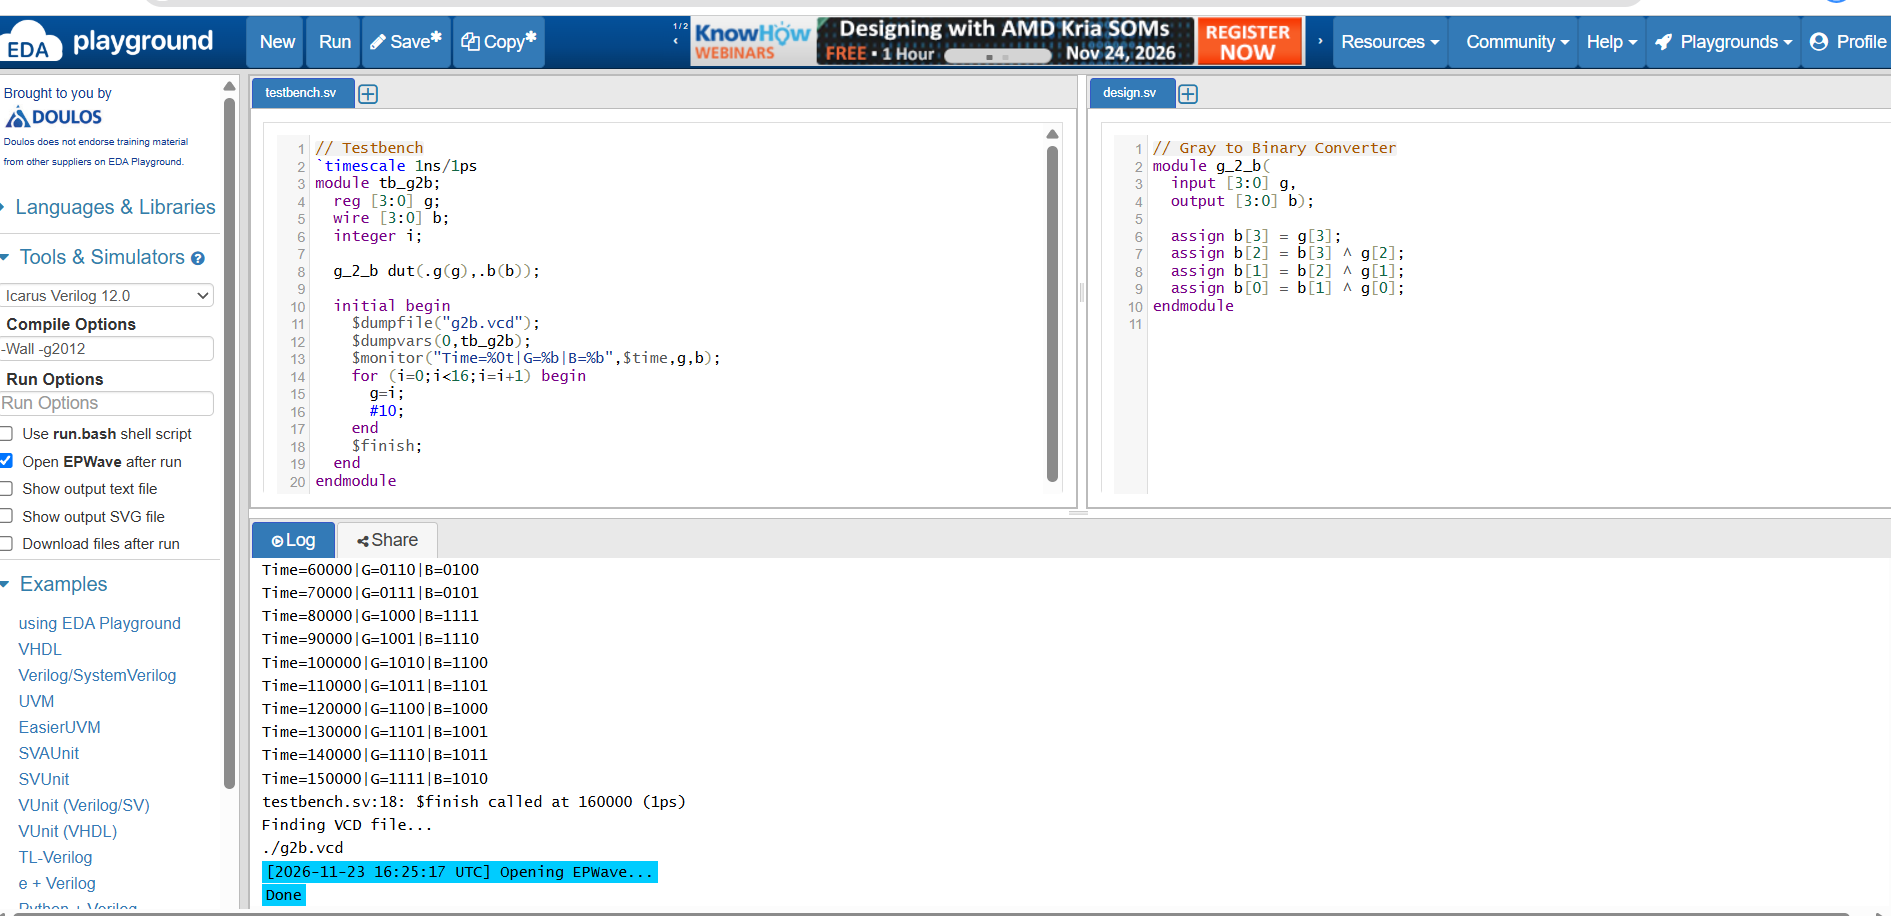 EDA playground
New
Run
Save*
Copy*
1/2
KnowHow
WEBINARS
Designing with AMD Kria SOMs
FREE • 1 Hour
Nov 24, 2026
REGISTER
NOW
Resources
Community
Help
Playgrounds
Profile
Brought to you by
DOULOS
Doulos does not endorse training material
from other suppliers on EDA Playground.
Languages & Libraries
Tools & Simulators
Icarus Verilog 12.0
Compile Options
-Wall -g2012
Run Options
Run Options
Use run.bash shell script
Open EPWave after run
Show output text file
Show output SVG file
Download files after run
Examples
using EDA Playground
VHDL
Verilog/SystemVerilog
UVM
EasierUVM
SVAUnit
SVUnit
VUnit (Verilog/SV)
VUnit (VHDL)
TL-Verilog
e + Verilog
Python + Verilog
testbench.sv
1 // Testbench
2 `timescale 1ns/1ps
3 module tb_g2b;
4 reg [3:0] g;
5 wire [3:0] b;
6 integer i;
7
8 g_2_b dut(.g(g),.b(b));
9
10 initial begin
11 $dumpfile("g2b.vcd");
12 $dumpvars(0,tb_g2b);
13 $monitor("Time=%0t|G=%b|B=%b",$time,g,b);
14 for (i=0;i<16;i=i+1) begin
15 g=i;
16 #10;
17 end
18 $finish;
19 end
20 endmodule
design.sv
1 // Gray to Binary Converter
2 module g_2_b(
3 input [3:0] g,
4 output [3:0] b);
5
6 assign b[3] = g[3];
7 assign b[2] = b[3] ^ g[2];
8 assign b[1] = b[2] ^ g[1];
9 assign b[0] = b[1] ^ g[0];
10 endmodule
11
Log
Share
Time=60000|G=0110|B=0100
Time=70000|G=0111|B=0101
Time=80000|G=1000|B=1111
Time=90000|G=1001|B=1110
Time=100000|G=1010|B=1100
Time=110000|G=1011|B=1101
Time=120000|G=1100|B=1000
Time=130000|G=1101|B=1001
Time=140000|G=1110|B=1011
Time=150000|G=1111|B=1010
testbench.sv:18: $finish called at 160000 (1ps)
Finding VCD file...
./g2b.vcd
[2026-11-23 16:25:17 UTC] Opening EPWave...
Done